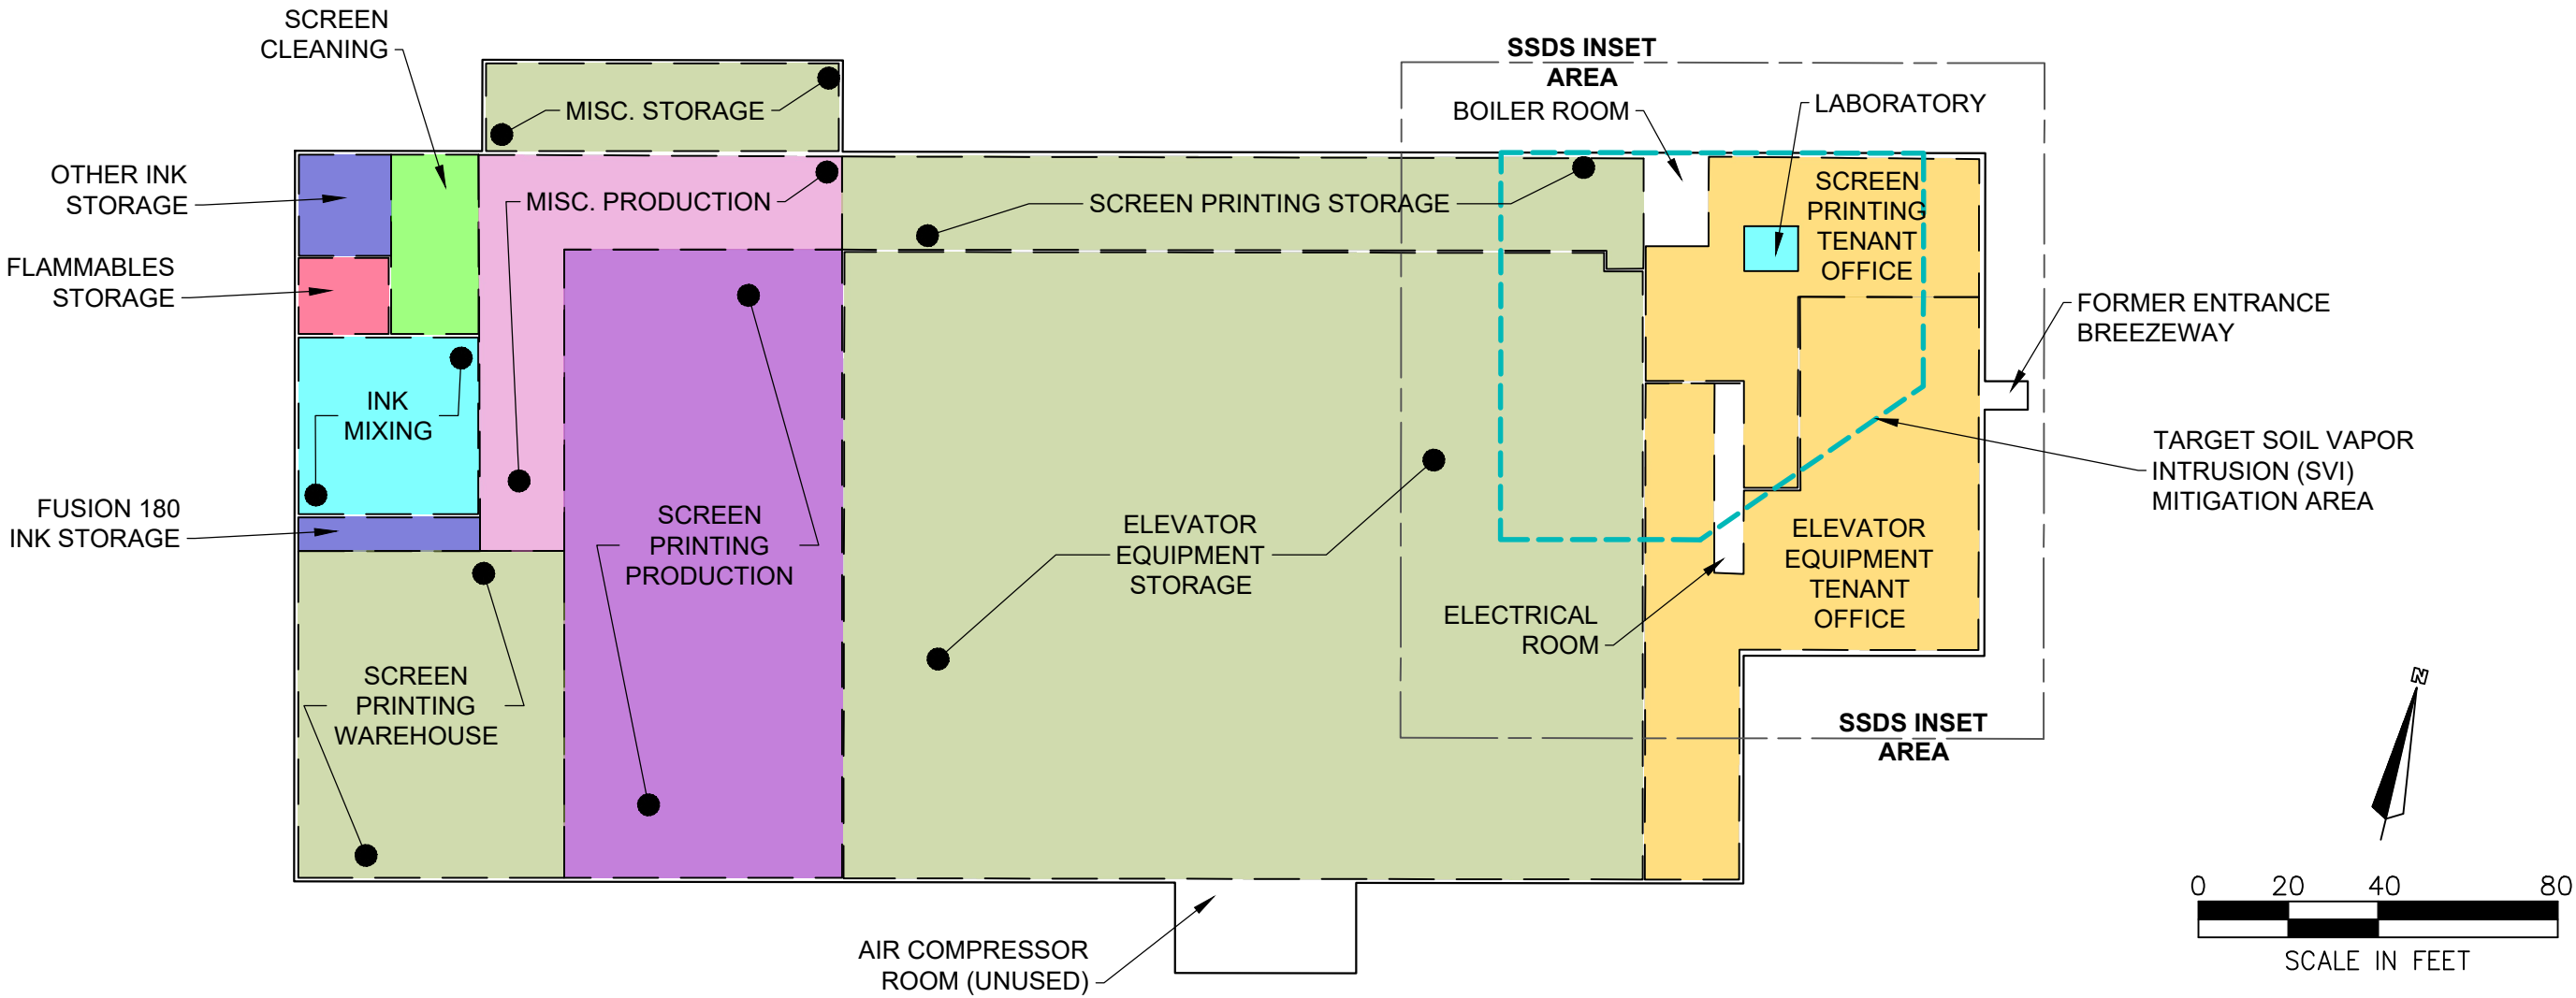 SCREEN
CLEANING
SSDS INSET
AREA
MISC. STORAGE
BOILER ROOM
LABORATORY
OTHER INK
STORAGE
MISC. PRODUCTION
SCREEN PRINTING STORAGE
SCREEN
PRINTING
TENANT
OFFICE
FLAMMABLES
STORAGE
FORMER ENTRANCE
BREEZEWAY
INK
MIXING
TARGET SOIL VAPOR
INTRUSION (SVI)
MITIGATION AREA
FUSION 180
INK STORAGE
SCREEN
PRINTING
PRODUCTION
ELEVATOR
EQUIPMENT
STORAGE
ELEVATOR
EQUIPMENT
TENANT
OFFICE
ELECTRICAL
ROOM
SCREEN
PRINTING
WAREHOUSE
SSDS INSET
AREA
N
AIR COMPRESSOR
ROOM (UNUSED)
0 20 40 80
SCALE IN FEET